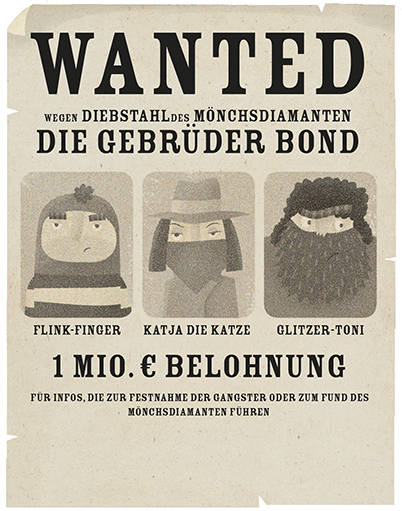 WANTED
WEGEN DIEBSTAHL DES MÖNCHSDIAMANTEN
DIE GEBRÜDER BOND
FLINK-FINGER KATJA DIE KATZE GLITZER-TONI
1 MIO. € BELOHNUNG
FÜR INFOS, DIE ZUR FESTNAHME DER GANGSTER ODER ZUM FUND DES
MÖNCHSDIAMANTEN FÜHREN